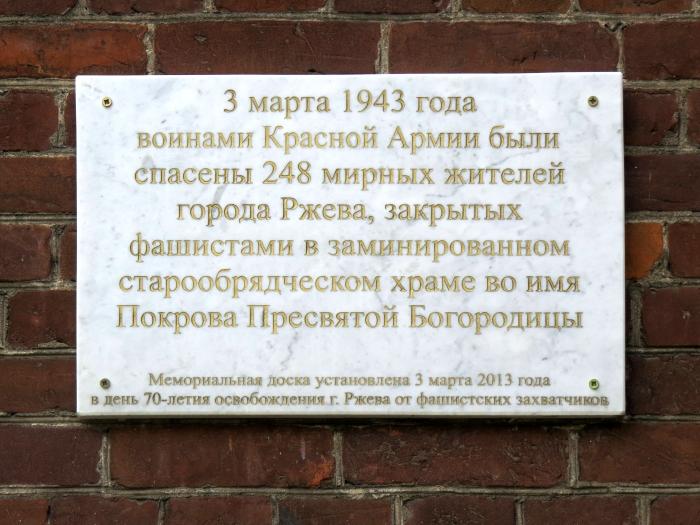 3 марта 1943 года
воинами Красной Армии были
спасены 248 мирных жителей
города Ржева, закрытых
фашистами в заминированном
старообрядческом храме во имя
Покрова Пресвятой Богородицы
Мемориальная доска установлена 3 марта 2013 года
в день 70-летия освобождения г. Ржева от фашистских захватчиков